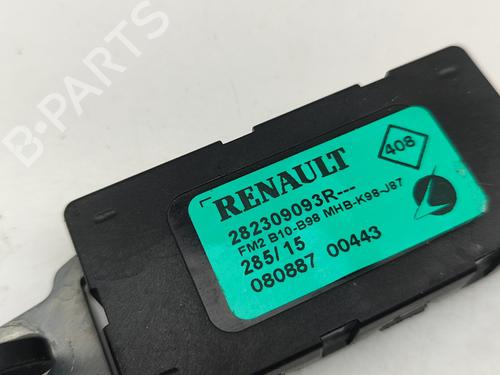 B-PARTS
RENAULT
408
282309093R---
FM2 B10-B98 MHB-K98-J87
285/15
080887 00443